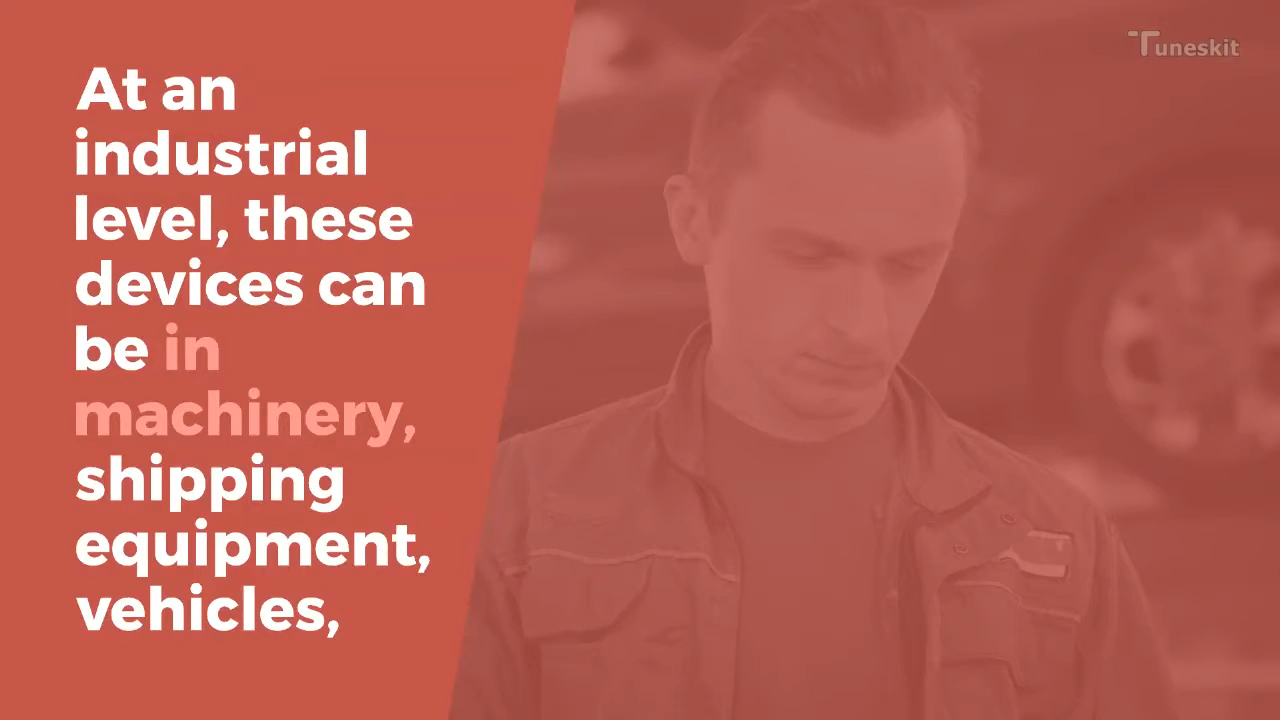 At an
industrial
level, these
devices can
be in
machinery,
shipping
equipment,
vehicles,
Tuneskit